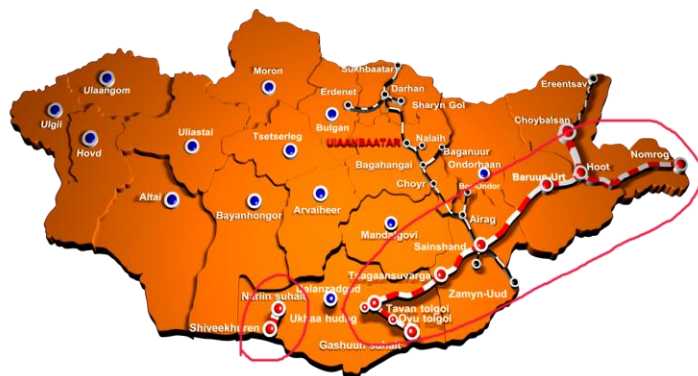 Sukhbaatar
Ulaangom
Moron
Erdenet
Darhan
Ereentsav
Sharyn Gol
Ulgii
Bulgan
Choybalsan
Uliastai
Tsetserleg
UlAANBAATAR
Nalaih
Hovd
Baganuur
Nomrog
Bagahangai
Ondorhaan
Hoot
Choyr
Bor-Undor
Baruun-Urt
Altai
Bayanhongor
Arvaiheer
Airag
Mandalgovi
Sainshand
Tsagaansuvarga
Dalanzadgad
Zamyn-Uud
Nariin suhait
Ukhaa hudag
Tavan tolgoi
Oyu tolgoi
Shiveekhuren
Gashuun suhait